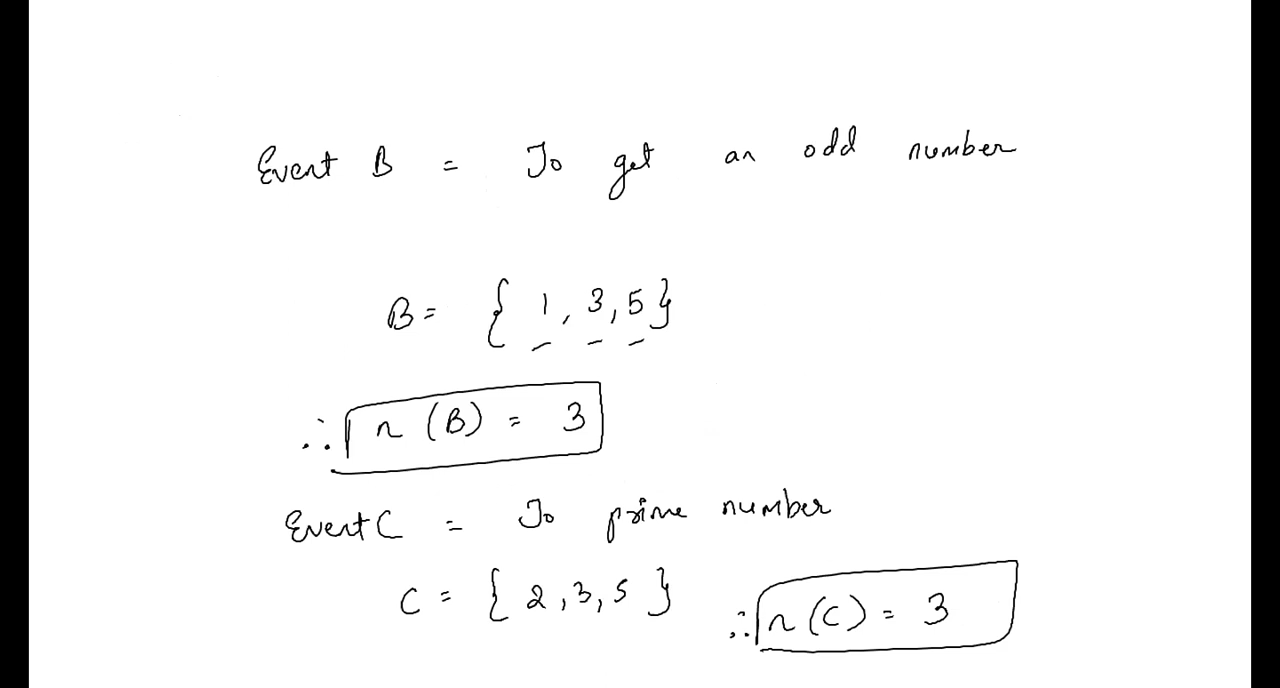 Event B = To get an odd number
B = { 1, 3, 5}
∴ n (B) = 3
Event C = To prime number
C = { 2, 3, 5 } ∴ n (C) = 3